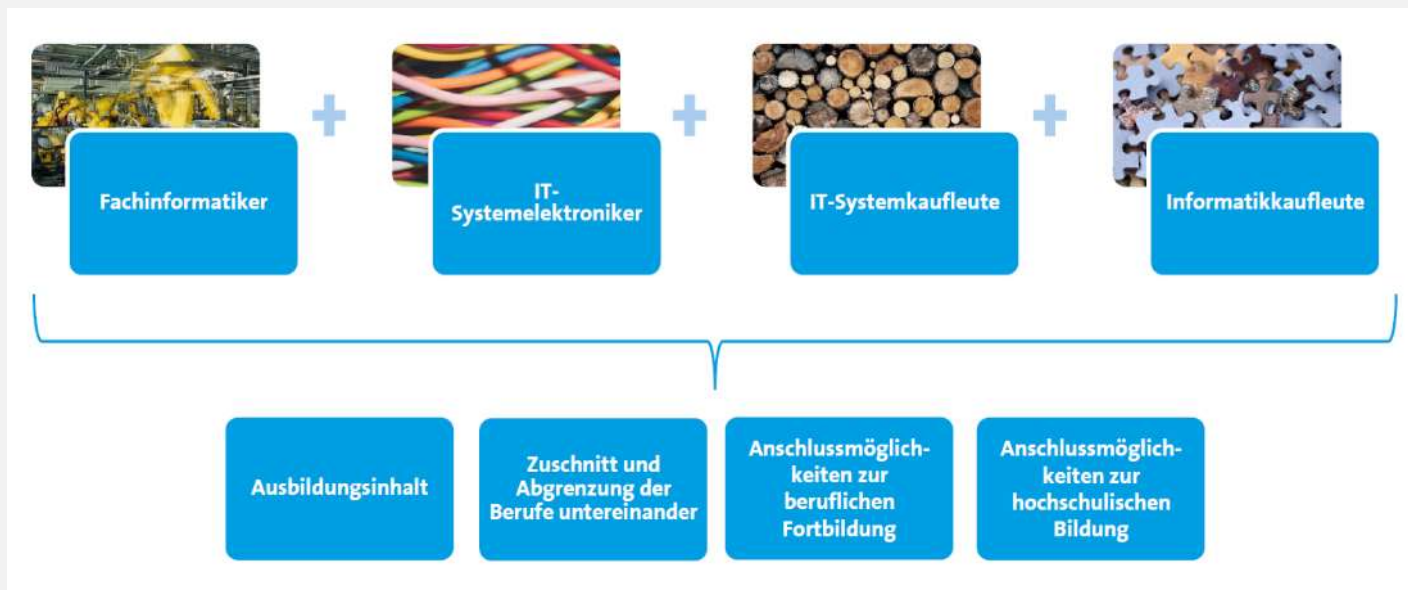 Fachinformatiker
IT-
Systemelektroniker
IT-Systemkaufleute
Informatikkaufleute
Ausbildungsinhalt
Zuschnitt und
Abgrenzung der
Berufe untereinander
Anschlussmöglich-
keiten zur
beruflichen
Fortbildung
Anschlussmöglich-
keiten zur
hochschulischen
Bildung